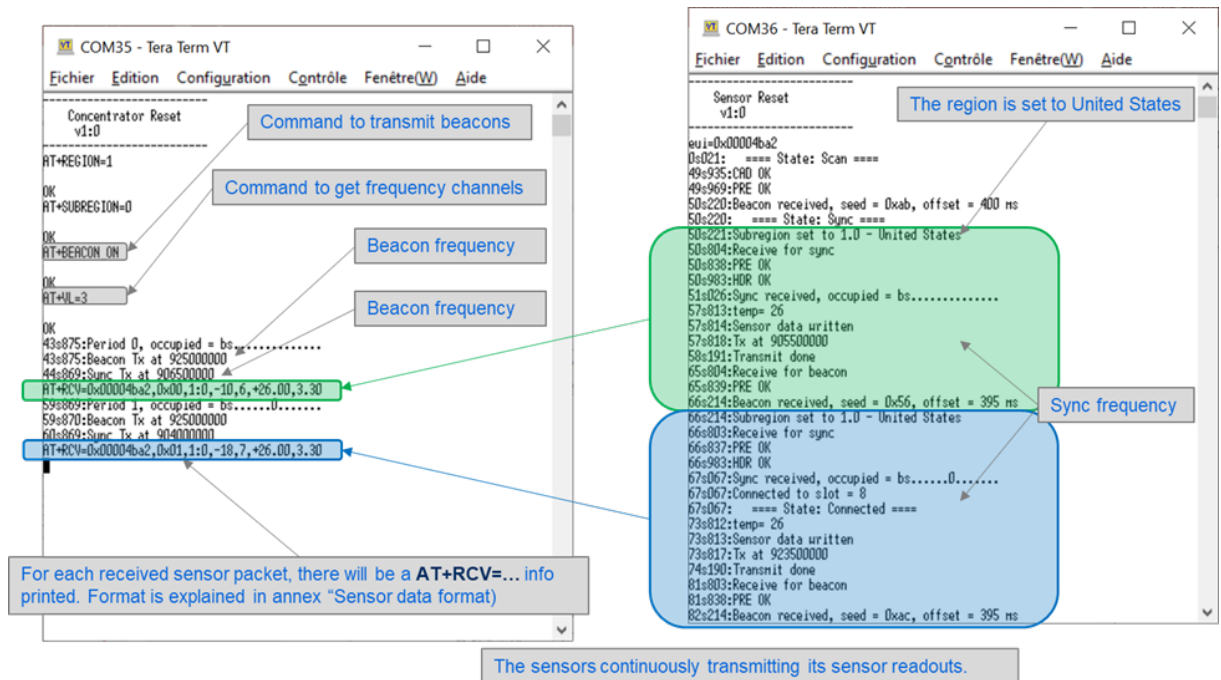 COM35 - Tera Term VT
Fichier Edition Configuration Contrôle Fenêtre(W) Aide
---------------------------
Concentrator Reset
v1:0
---------------------------
AT+REGION=1
OK
AT+SUBREGION=0
OK
AT+BEACON ON
OK
AT+VL=3
OK
43s875:Period 0, occupied = bs..............
43s875:Beacon Tx at 925000000
44s869:Sync Tx at 906500000
AT+RCV=0x00004ba2,0x00,1:0,-10,6,+26.00,3.30
59s869:Period 1, occupied = bs......0.......
59s870:Beacon Tx at 925000000
60s869:Sync Tx at 904000000
AT+RCV=0x00004ba2,0x01,1:0,-18,7,+26.00,3.30
Command to transmit beacons
Command to get frequency channels
Beacon frequency
Beacon frequency
For each received sensor packet, there will be a AT+RCV=... info
printed. Format is explained in annex “Sensor data format)
COM36 - Tera Term VT
Fichier Edition Configuration Contrôle Fenêtre(W) Aide
---------------------------
Sensor Reset
v1:0
---------------------------
eui=0x00004ba2
0s021: ==== State: Scan ====
49s935:CAD OK
49s969:PRE OK
50s220:Beacon received, seed = 0xab, offset = 400 ms
50s220: ==== State: Sync ====
50s221:Subregion set to 1.0 - United States
50s804:Receive for sync
50s838:PRE OK
50s983:HDR OK
51s026:Sync received, occupied = bs..............
57s813:temp= 26
57s814:Sensor data written
57s818:Tx at 905500000
58s191:Transmit done
65s804:Receive for beacon
65s839:PRE OK
66s214:Beacon received, seed = 0x56, offset = 395 ms
66s214:Subregion set to 1.0 - United States
66s803:Receive for sync
66s837:PRE OK
66s983:HDR OK
67s067:Sync received, occupied = bs......0.......
67s067:Connected to slot = 8
67s067: ==== State: Connected ====
73s812:temp= 26
73s813:Sensor data written
73s817:Tx at 923500000
74s190:Transmit done
81s803:Receive for beacon
81s838:PRE OK
82s214:Beacon received, seed = 0xac, offset = 395 ms
The region is set to United States
Sync frequency
The sensors continuously transmitting its sensor readouts.